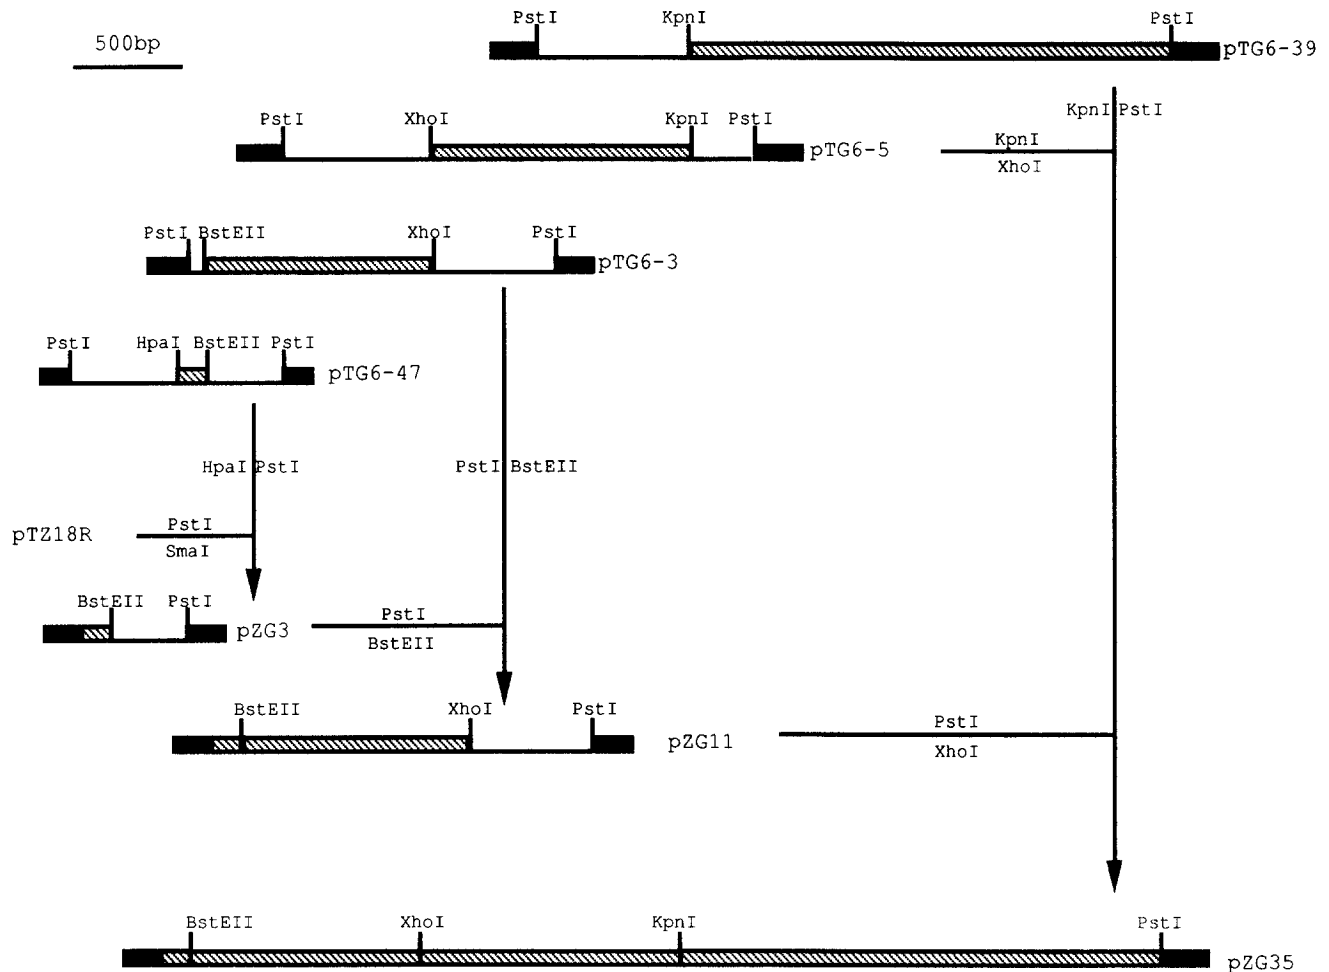 PstI KpnI PstI
500bp
pTG6-39
KpnI PstI
PstI XhoI KpnI PstI
pTG6-5
KpnI
XhoI
PstI BstEII XhoI PstI
pTG6-3
PstI HpaI BstEII PstI
pTG6-47
HpaI PstI
PstI BstEII
pTZ18R
PstI
SmaI
BstEII PstI
pZG3
PstI
BstEII
BstEII XhoI PstI
pZG11
PstI
XhoI
BstEII XhoI KpnI PstI
pZG35